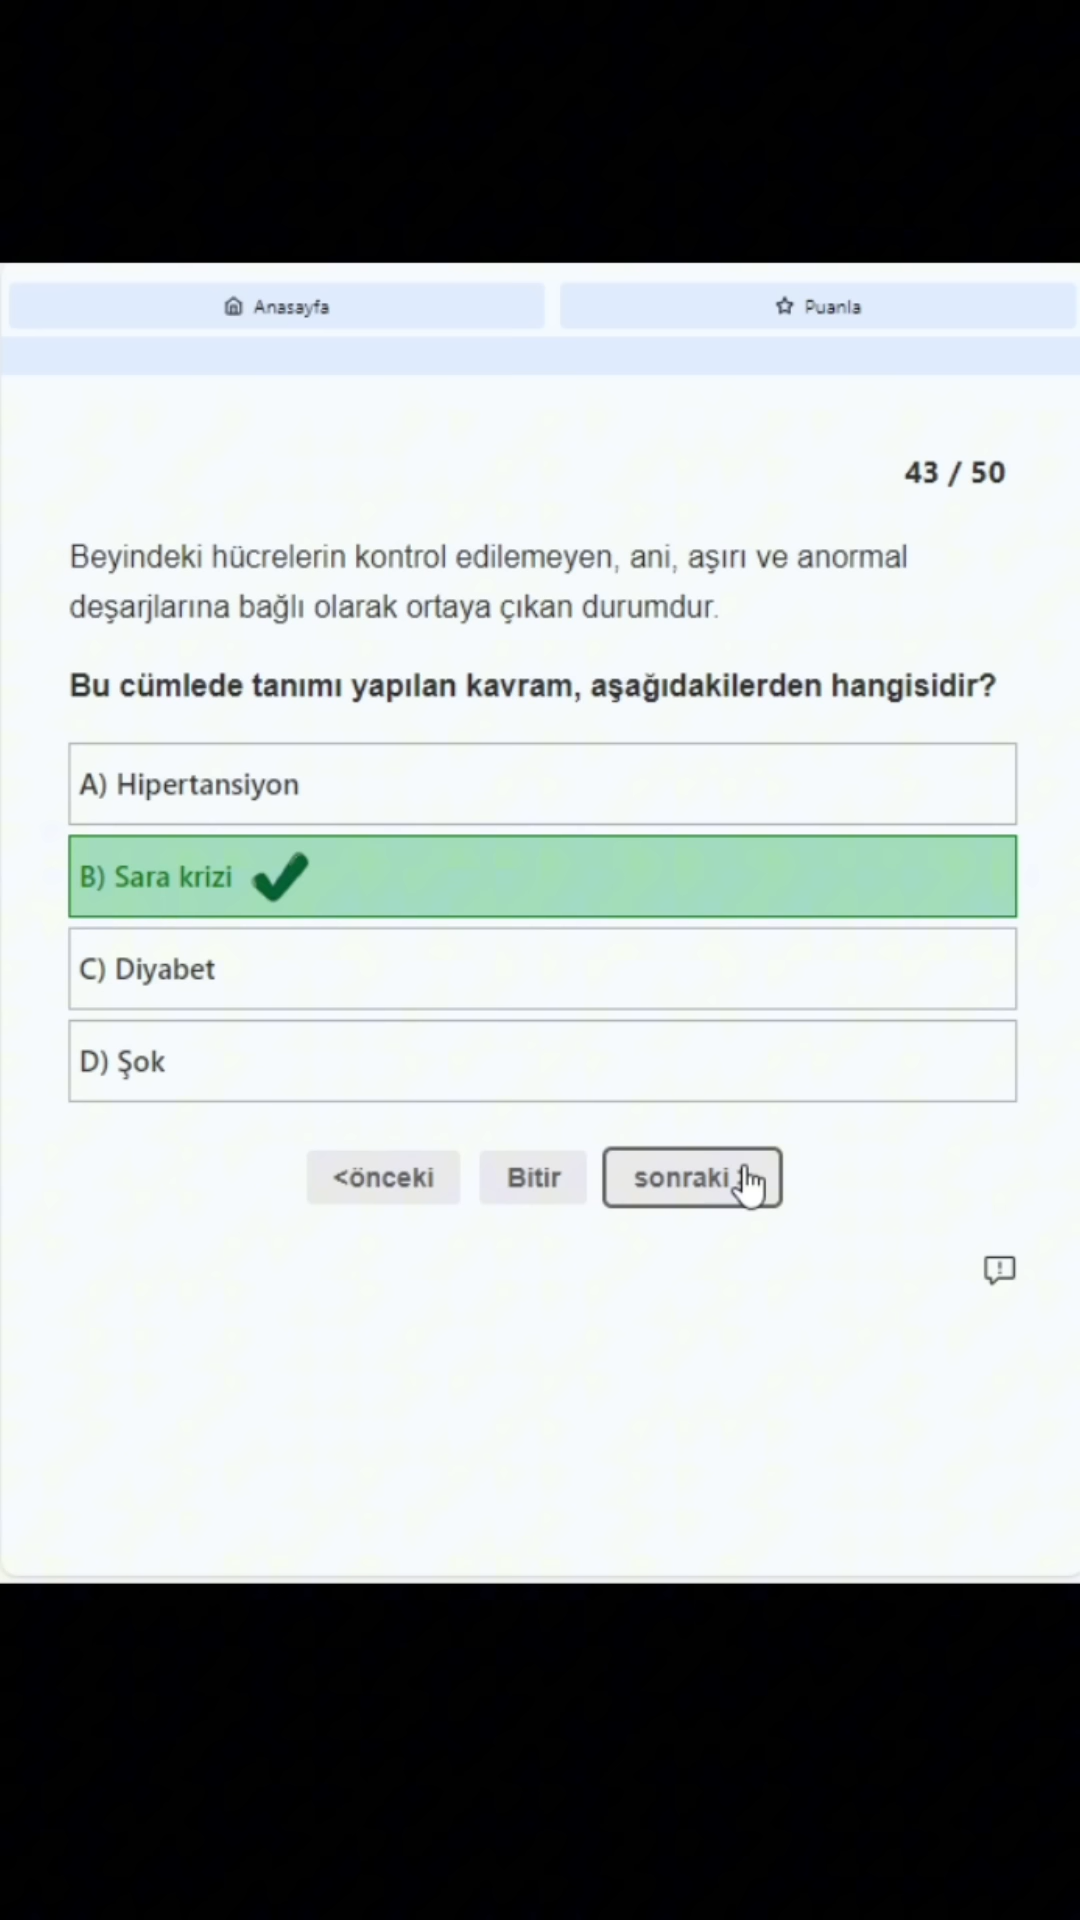 Anasayfa
Puanla
43 / 50
Beyindeki hücrelerin kontrol edilemeyen, ani, aşırı ve anormal
deşarjlarına bağlı olarak ortaya çıkan durumdur.
Bu cümlede tanımı yapılan kavram, aşağıdakilerden hangisidir?
A) Hipertansiyon
B) Sara krizi
C) Diyabet
D) Şok
<önceki
Bitir
sonraki